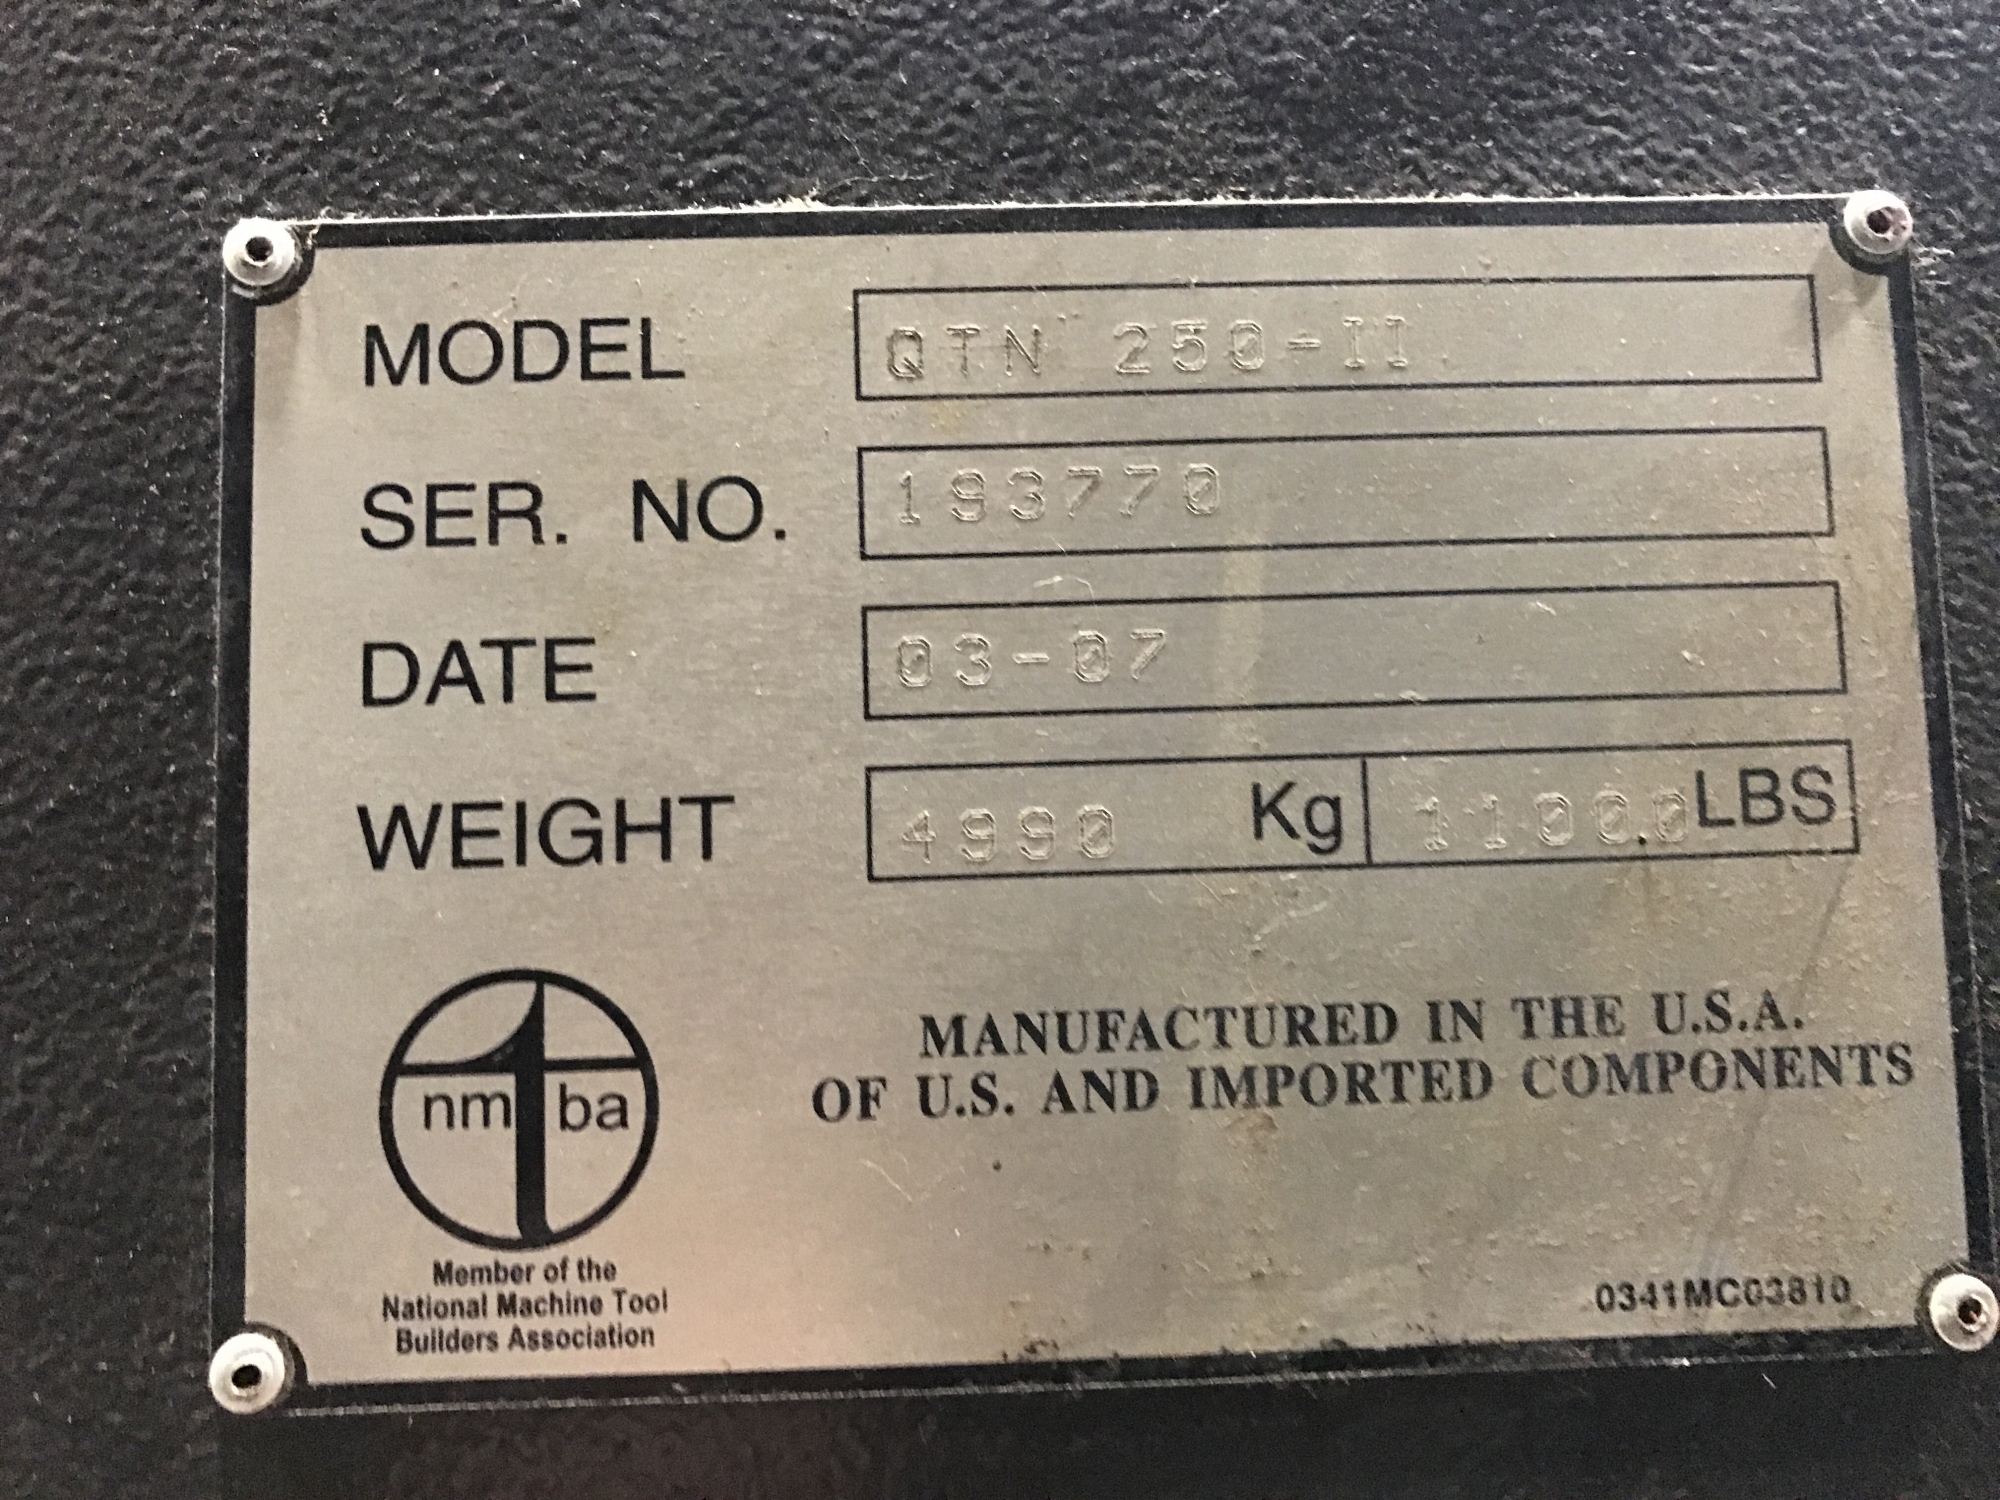 MODEL QTN 250-II
SER. NO. 193770
DATE 03-07
WEIGHT 4990 Kg 11000 LBS
nm ba
Member of the
National Machine Tool
Builders Association
MANUFACTURED IN THE U.S.A.
OF U.S. AND IMPORTED COMPONENTS
0341MC03810